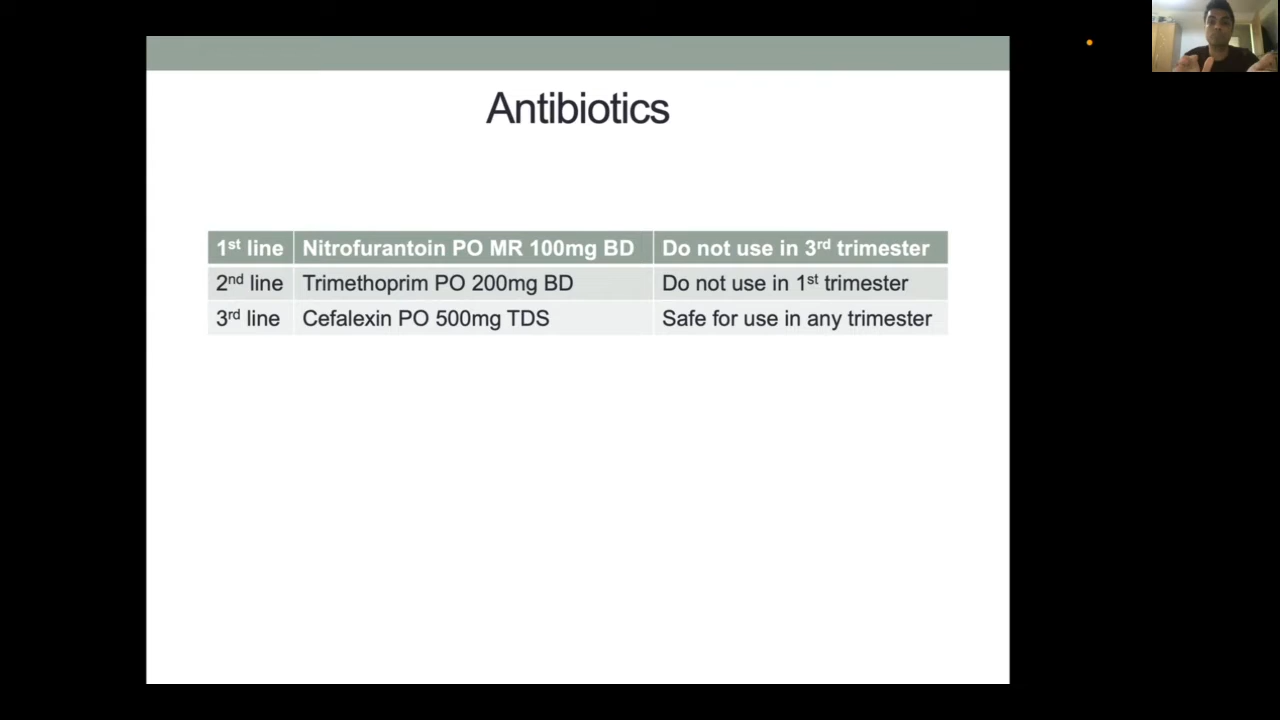 Antibiotics
1st line Nitrofurantoin PO MR 100mg BD Do not use in 3rd trimester
2nd line Trimethoprim PO 200mg BD Do not use in 1st trimester
3rd line Cefalexin PO 500mg TDS Safe for use in any trimester